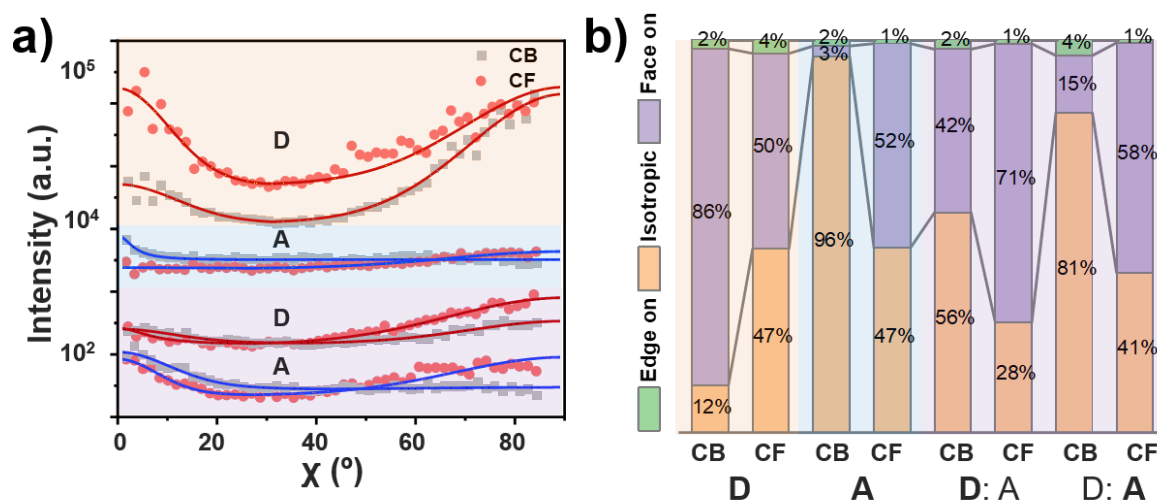 a)
CB
CF
D
A
D
A
Intensity (a.u.)
10^5
10^4
10^2
0
20
40
60
80
χ (º)
b)
Face on
Isotropic
Edge on
2% 4% 2% 1% 2% 1% 4% 1%
3%
15%
50% 52% 42% 58%
71%
86%
96%
81%
47% 47% 56%
41%
28%
12%
CB CF CB CF CB CF CB CF
D A D: A D: A